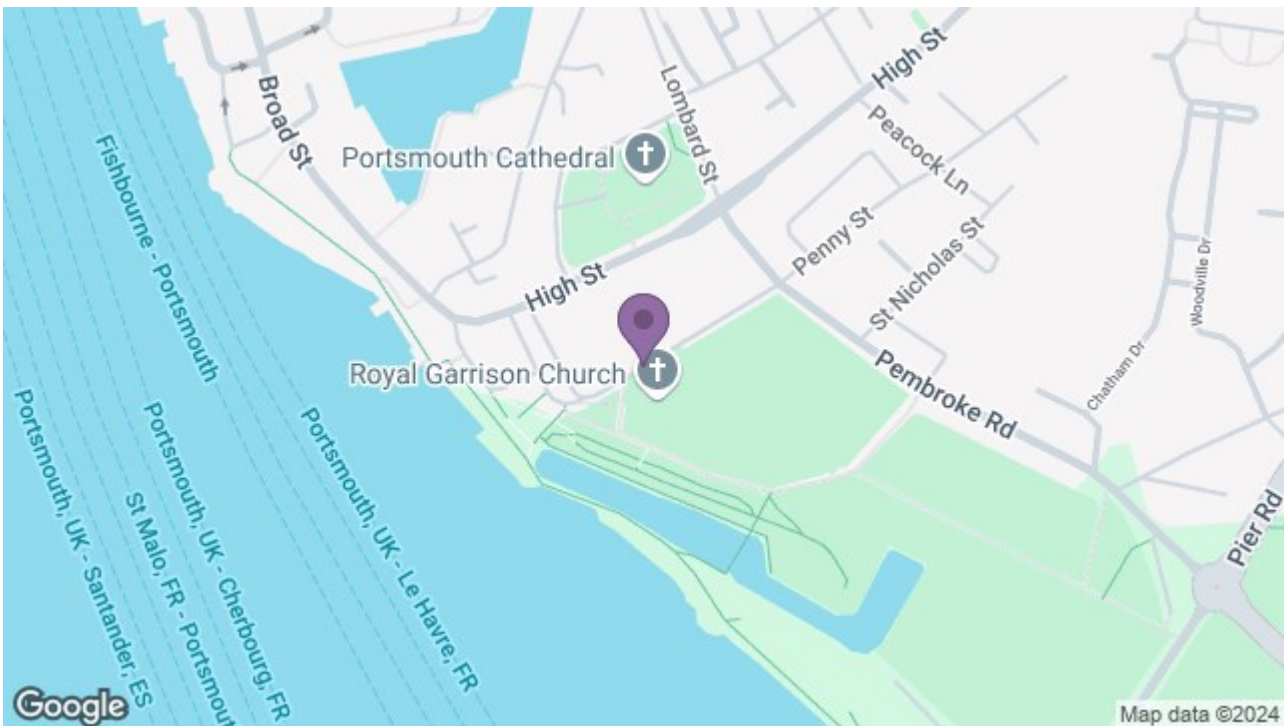 Broad St
Lombard St
High St
Peacock Ln
Portsmouth Cathedral
Fishbourne - Portsmouth
Penny St
St Nicholas St
Woodville Dr
High St
Royal Garrison Church
Pembroke Rd
Chatham Dr
Portsmouth, UK - Santander, ES
St Malo, FR - Portsmou
Portsmouth, UK - Cherbourg, FR
Portsmouth, UK - Le Havre, FR
Pier Rd
Google
Map data ©2024